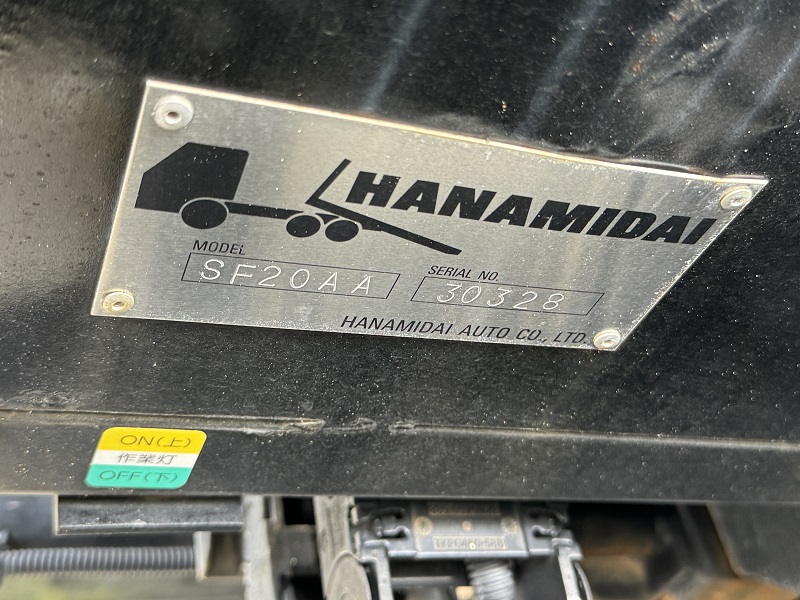 HANAMIDAI
MODEL
SF20AA
SERIAL NO.
30328
HANAMIDAI AUTO CO., LTD.
ON(上)
作業灯
OFF(下)